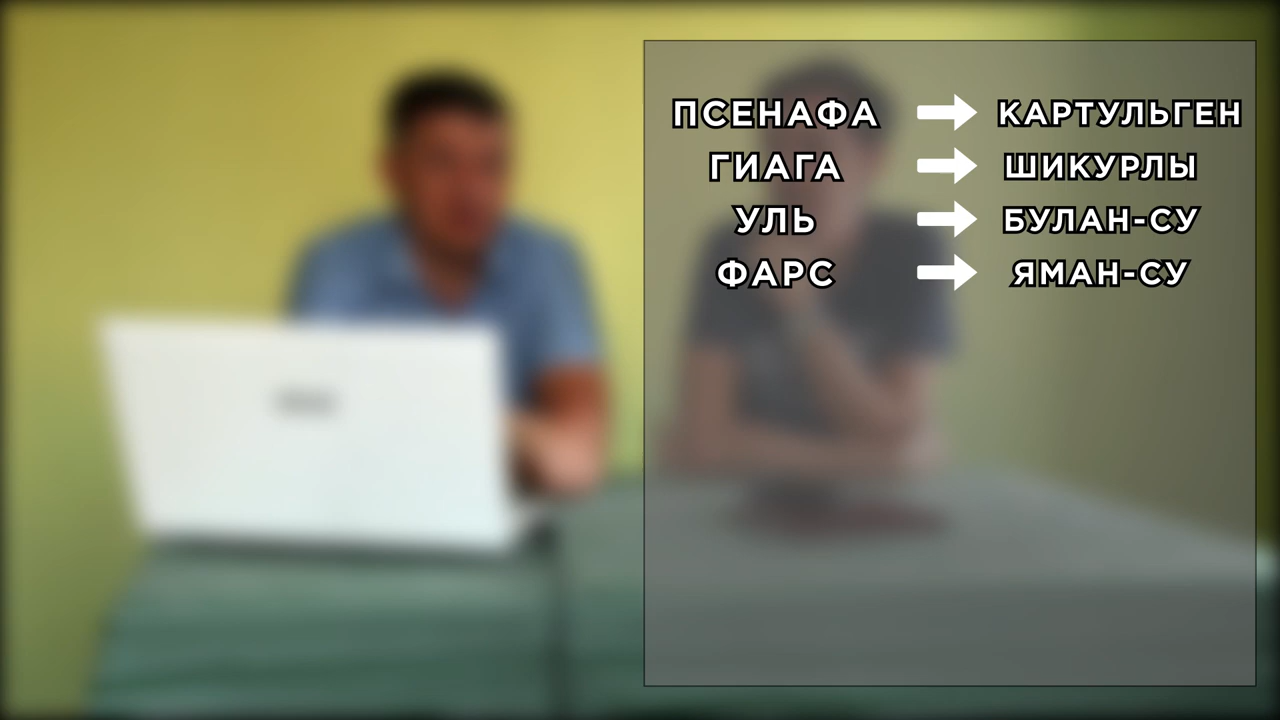 ПСЕНАФА → КАРТУЛЬГЕН
ГИАГА → ШИКУРЛЫ
УЛЬ → БУЛАН-СУ
ФАРС → ЯМАН-СУ